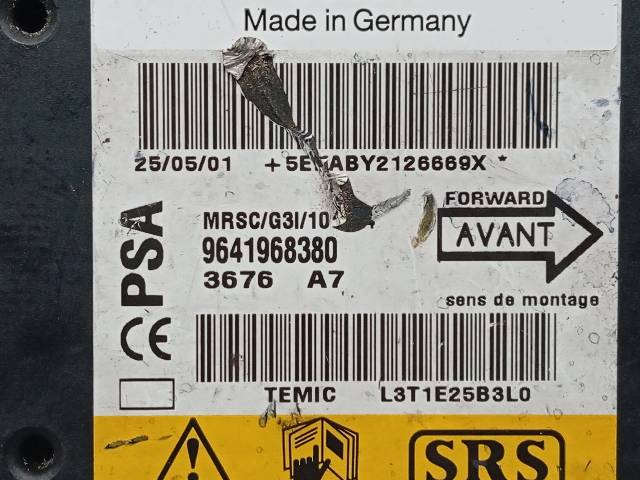 Made in Germany
25/05/01 ABY2126669X*
PSA
MRSC/G3I/10
9641968380
3676 A7
FORWARD
AVANT
sens de montage
CE
TEMIC L3T1E25B3L0
SRS